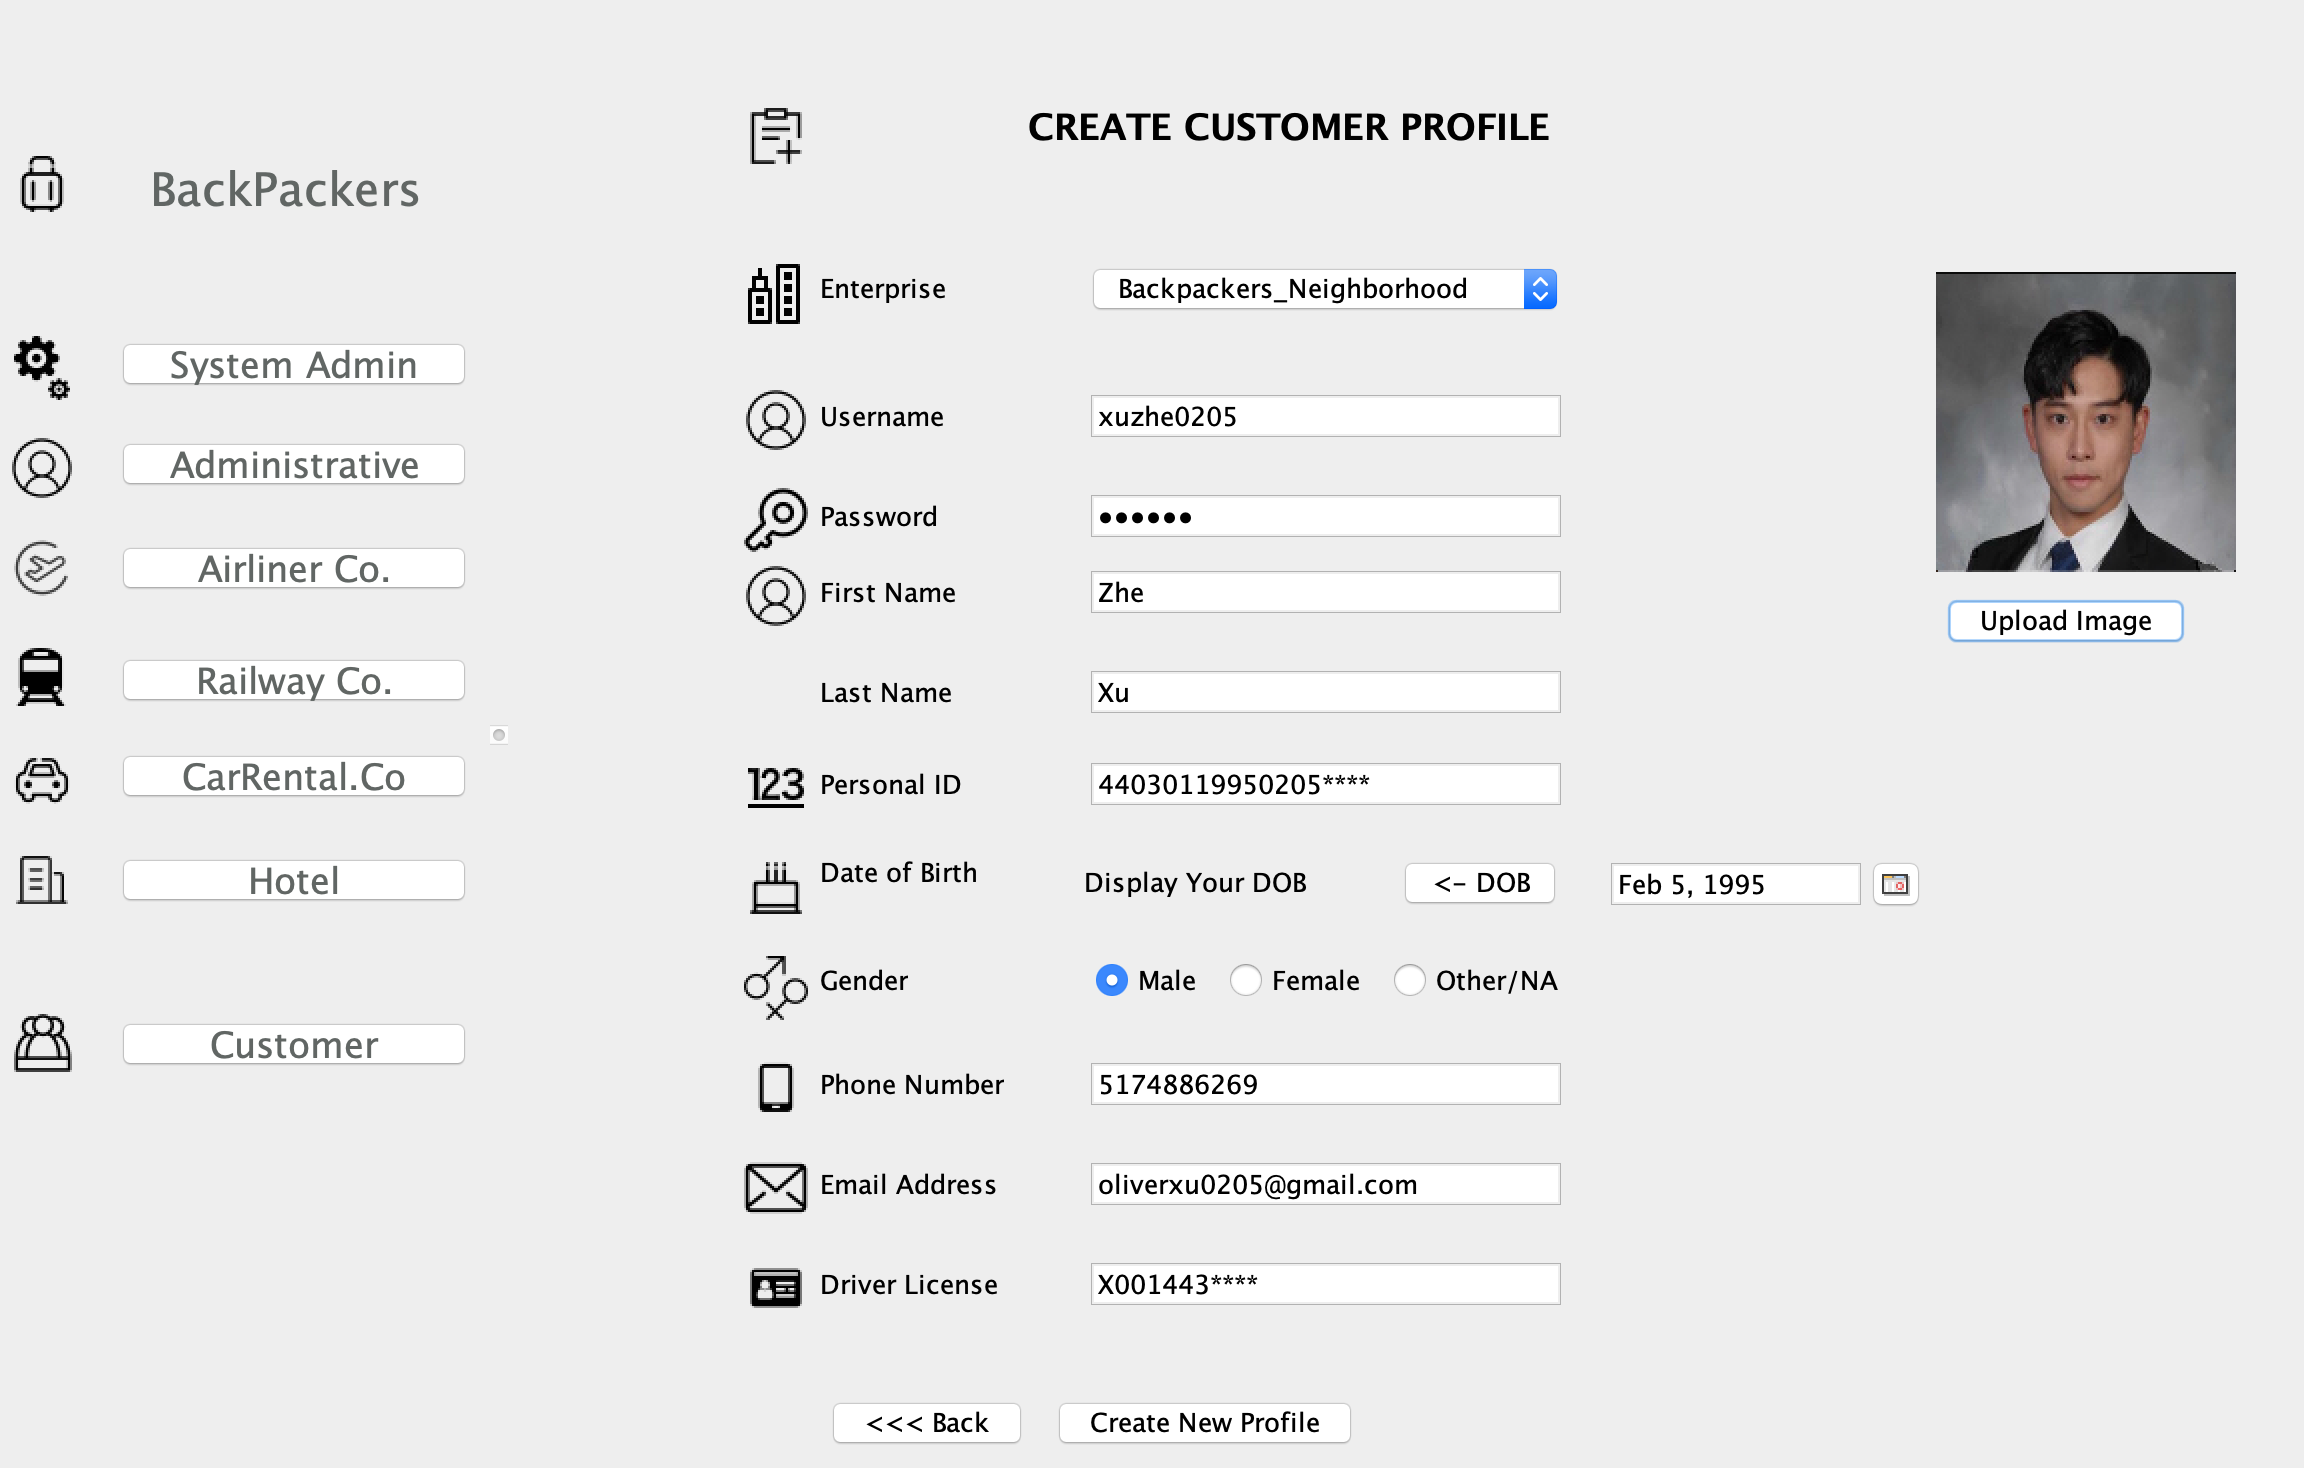 BackPackers
System Admin
Administrative
Airliner Co.
Railway Co.
CarRental.Co
Hotel
Customer
CREATE CUSTOMER PROFILE
Enterprise Backpackers_Neighborhood
Username xuzhe0205
Password ●●●●●●
First Name Zhe
Upload Image
Last Name Xu
123 Personal ID 44030119950205****
Date of Birth Display Your DOB <- DOB Feb 5, 1995
Gender Male Female Other/NA
Phone Number 5174886269
Email Address oliverxu0205@gmail.com
Driver License X001443****
<<< Back Create New Profile